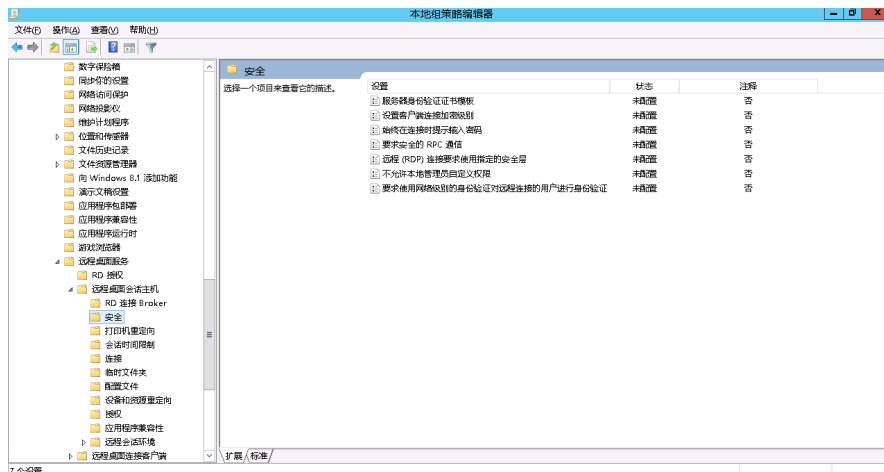 本地组策略编辑器
文件(F) 操作(A) 查看(V) 帮助(H)
数字保险箱
同步你的设置
网络访问保护
网络投影仪
维护计划程序
位置和传感器
文件历史记录
文件资源管理器
向 Windows 8.1 添加功能
演示文稿设置
应用程序包部署
应用程序兼容性
应用程序运行时
游戏浏览器
远程桌面服务
RD 授权
远程桌面会话主机
RD 连接 Broker
安全
打印机重定向
会话时间限制
连接
临时文件夹
配置文件
设备和资源重定向
授权
应用程序兼容性
远程会话环境
远程桌面连接客户端
安全
选择一个项目来查看它的描述。
设置 状态 注释
服务器身份验证证书模板 未配置 否
设置客户端连接加密级别 未配置 否
始终在连接时提示输入密码 未配置 否
要求安全的 RPC 通信 未配置 否
远程 (RDP) 连接要求使用指定的安全层 未配置 否
不允许本地管理员自定义权限 未配置 否
要求使用网络级别的身份验证对远程连接的用户进行身份验证 未配置 否
扩展 标准
7 个设置